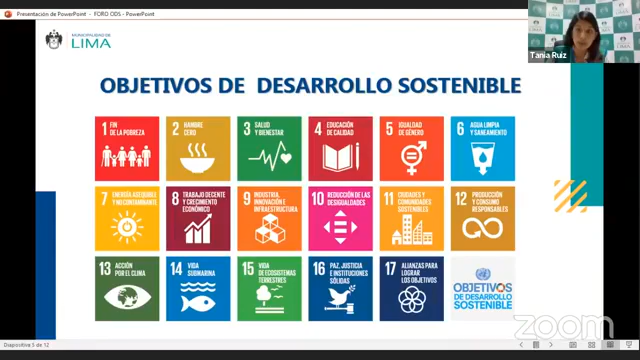 Presentación de PowerPoint - FORO ODS - PowerPoint
MUNICIPALIDAD DE
LIMA
Tania Ruiz
OBJETIVOS DE DESARROLLO SOSTENIBLE
1 FIN
DE LA POBREZA
2 HAMBRE
CERO
3 SALUD
Y BIENESTAR
4 EDUCACIÓN
DE CALIDAD
5 IGUALDAD
DE GÉNERO
6 AGUA LIMPIA
Y SANEAMIENTO
7 ENERGÍA ASEQUIBLE
Y NO CONTAMINANTE
8 TRABAJO DECENTE
Y CRECIMIENTO
ECONÓMICO
9 INDUSTRIA,
INNOVACIÓN E
INFRAESTRUCTURA
10 REDUCCIÓN DE LAS
DESIGUALDADES
11 CIUDADES Y
COMUNIDADES
SOSTENIBLES
12 PRODUCCIÓN
Y CONSUMO
RESPONSABLES
13 ACCIÓN
POR EL CLIMA
14 VIDA
SUBMARINA
15 VIDA
DE ECOSISTEMAS
TERRESTRES
16 PAZ, JUSTICIA
E INSTITUCIONES
SÓLIDAS
17 ALIANZAS PARA
LOGRAR
LOS OBJETIVOS
OBJETIVOS
DE DESARROLLO
SOSTENIBLE
zoom